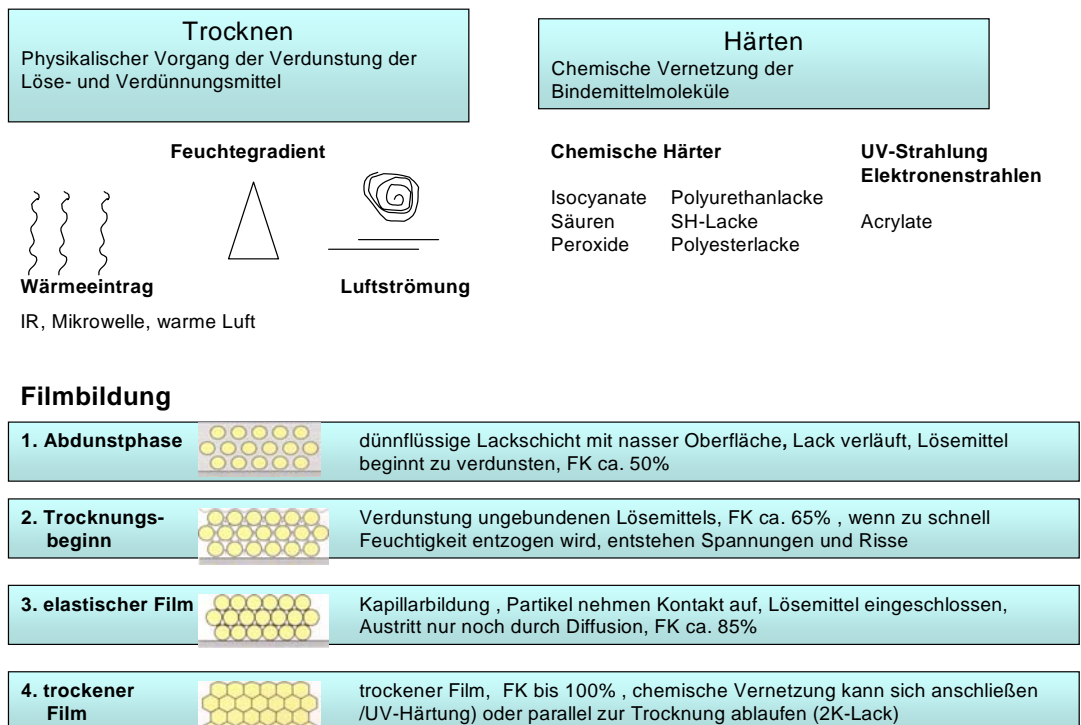 Trocknen
Physikalischer Vorgang der Verdunstung der
Löse- und Verdünnungsmittel
Härten
Chemische Vernetzung der
Bindemittelmoleküle
Feuchtegradient
Wärmeeintrag
Luftströmung
IR, Mikrowelle, warme Luft
Chemische Härter
Isocyanate Polyurethanlacke
Säuren SH-Lacke
Peroxide Polyesterlacke
UV-Strahlung
Elektronenstrahlen
Acrylate
Filmbildung
1. Abdunstphase
dünnflüssige Lackschicht mit nasser Oberfläche, Lack verläuft, Lösemittel
beginnt zu verdunsten, FK ca. 50%
2. Trocknungs-
beginn
Verdunstung ungebundenen Lösemittels, FK ca. 65% , wenn zu schnell
Feuchtigkeit entzogen wird, entstehen Spannungen und Risse
3. elastischer Film
Kapillarbildung , Partikel nehmen Kontakt auf, Lösemittel eingeschlossen,
Austritt nur noch durch Diffusion, FK ca. 85%
4. trockener
Film
trockener Film, FK bis 100% , chemische Vernetzung kann sich anschließen
/UV-Härtung) oder parallel zur Trocknung ablaufen (2K-Lack)